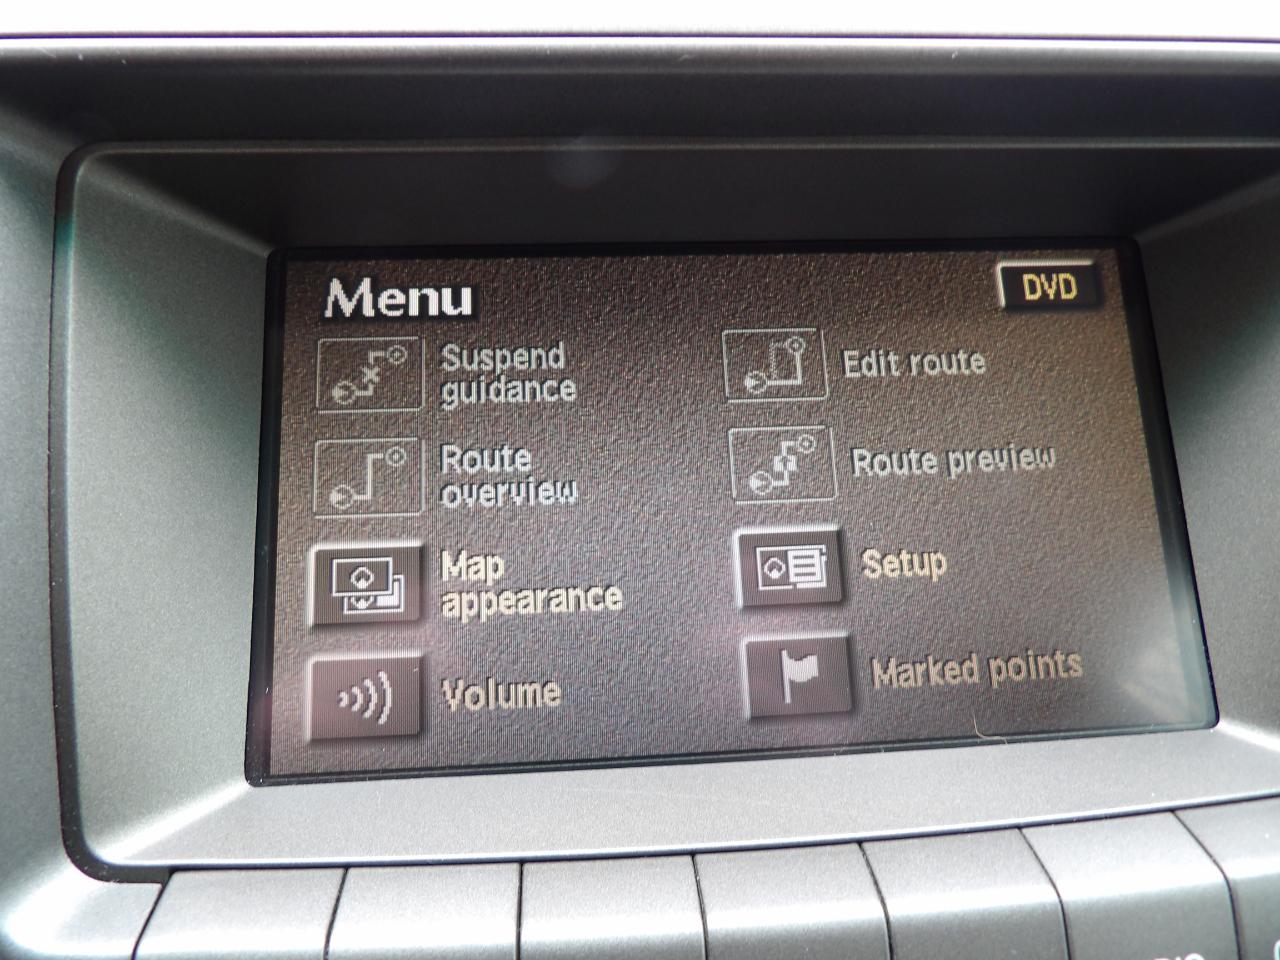 Menu
DVD
Suspend
guidance
Edit route
Route
overview
Route preview
Map
appearance
Setup
Volume
Marked points